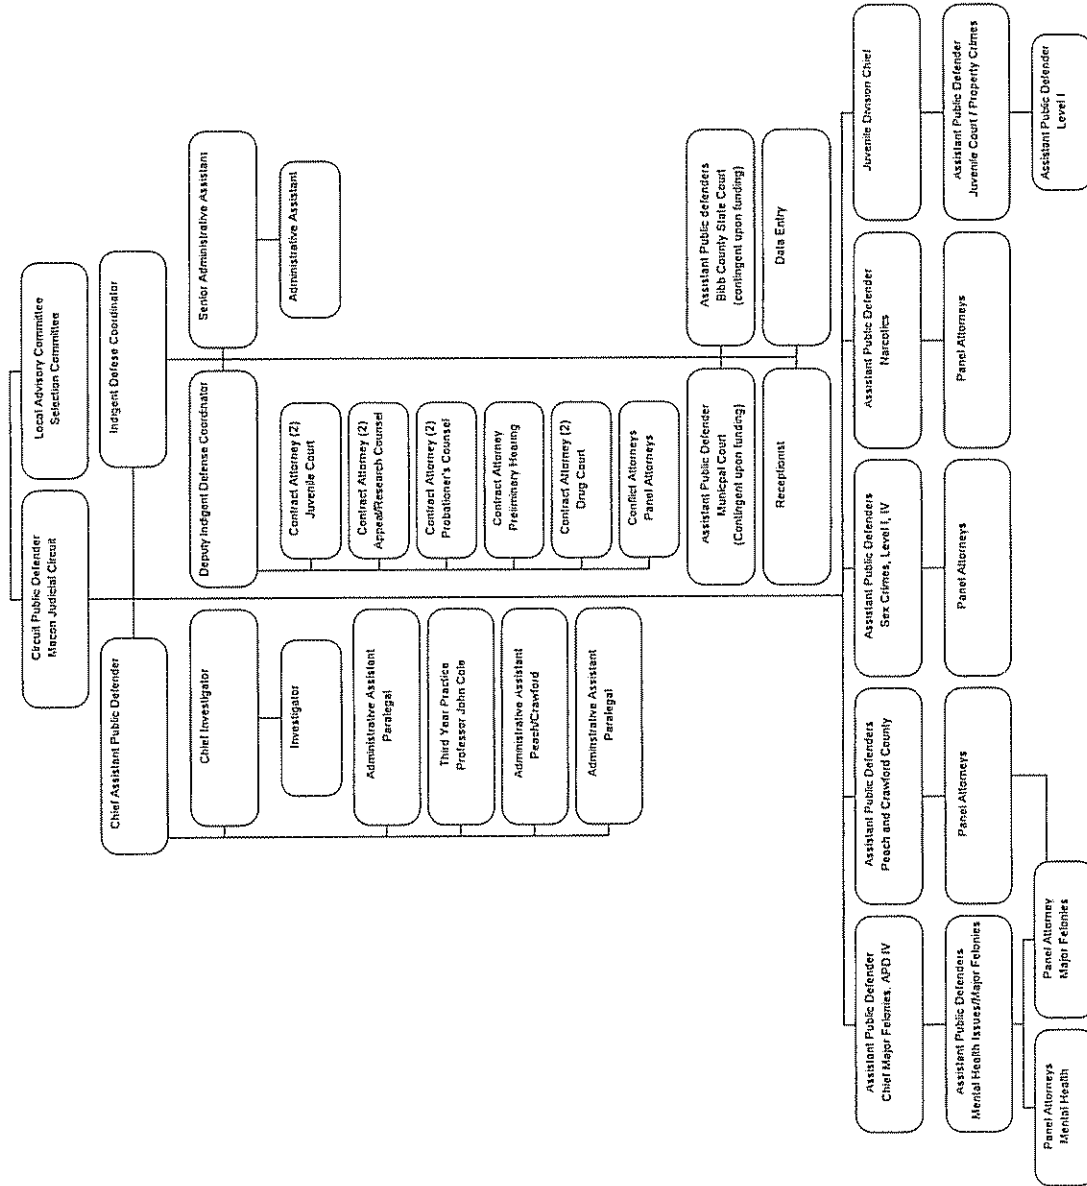 Circuit Public Defender
Macon Judicial Circuit
Local Advisory Committee
Selection Committee
Chief Assistant Public Defender
Indigent Defese Coordinator
Chief Investigator
Investigator
Administrative Assistant
Paralegal
Third Year Practice
Professor John Cole
Administrative Assistant
Peach/Crawford
Adminstrative Assistant
Paralegal
Deputy Indigent Defense Coordinator
Contract Attorney (2)
Juvenile Court
Contract Attorney (2)
Appeal/Research Counsel
Contract Attorney (2)
Probationer's Counsel
Contract Attorney
Preliminary Hearing
Contract Attorney (2)
Drug Court
Conflict Attorneys
Panel Attorneys
Senior Administrative Assistant
Administrative Assistant
Assistant Public Defender
Municpal Court
(Contingent upon funding)
Assistant Public defenders
Bibb County State Court
(contingent upon funding)
Receptionist
Data Entry
Assistant Public Defender
Chief Major Felonies, APD IV
Assistant Public Defenders
Mental Health Issues/Major Felonies
Panel Attorneys
Mental Health
Panel Attorney
Major Felonies
Assistant Public Defenders
Peach and Crawford County
Panel Attorneys
Assistant Public Defenders
Sex Crimes, Level I, IV
Panel Attorneys
Assistant Public Defender
Narcotics
Panel Attorneys
Juvenile Division Chief
Assistant Public Defender
Juvenile Court / Property Crimes
Assistant Public Defender
Level I